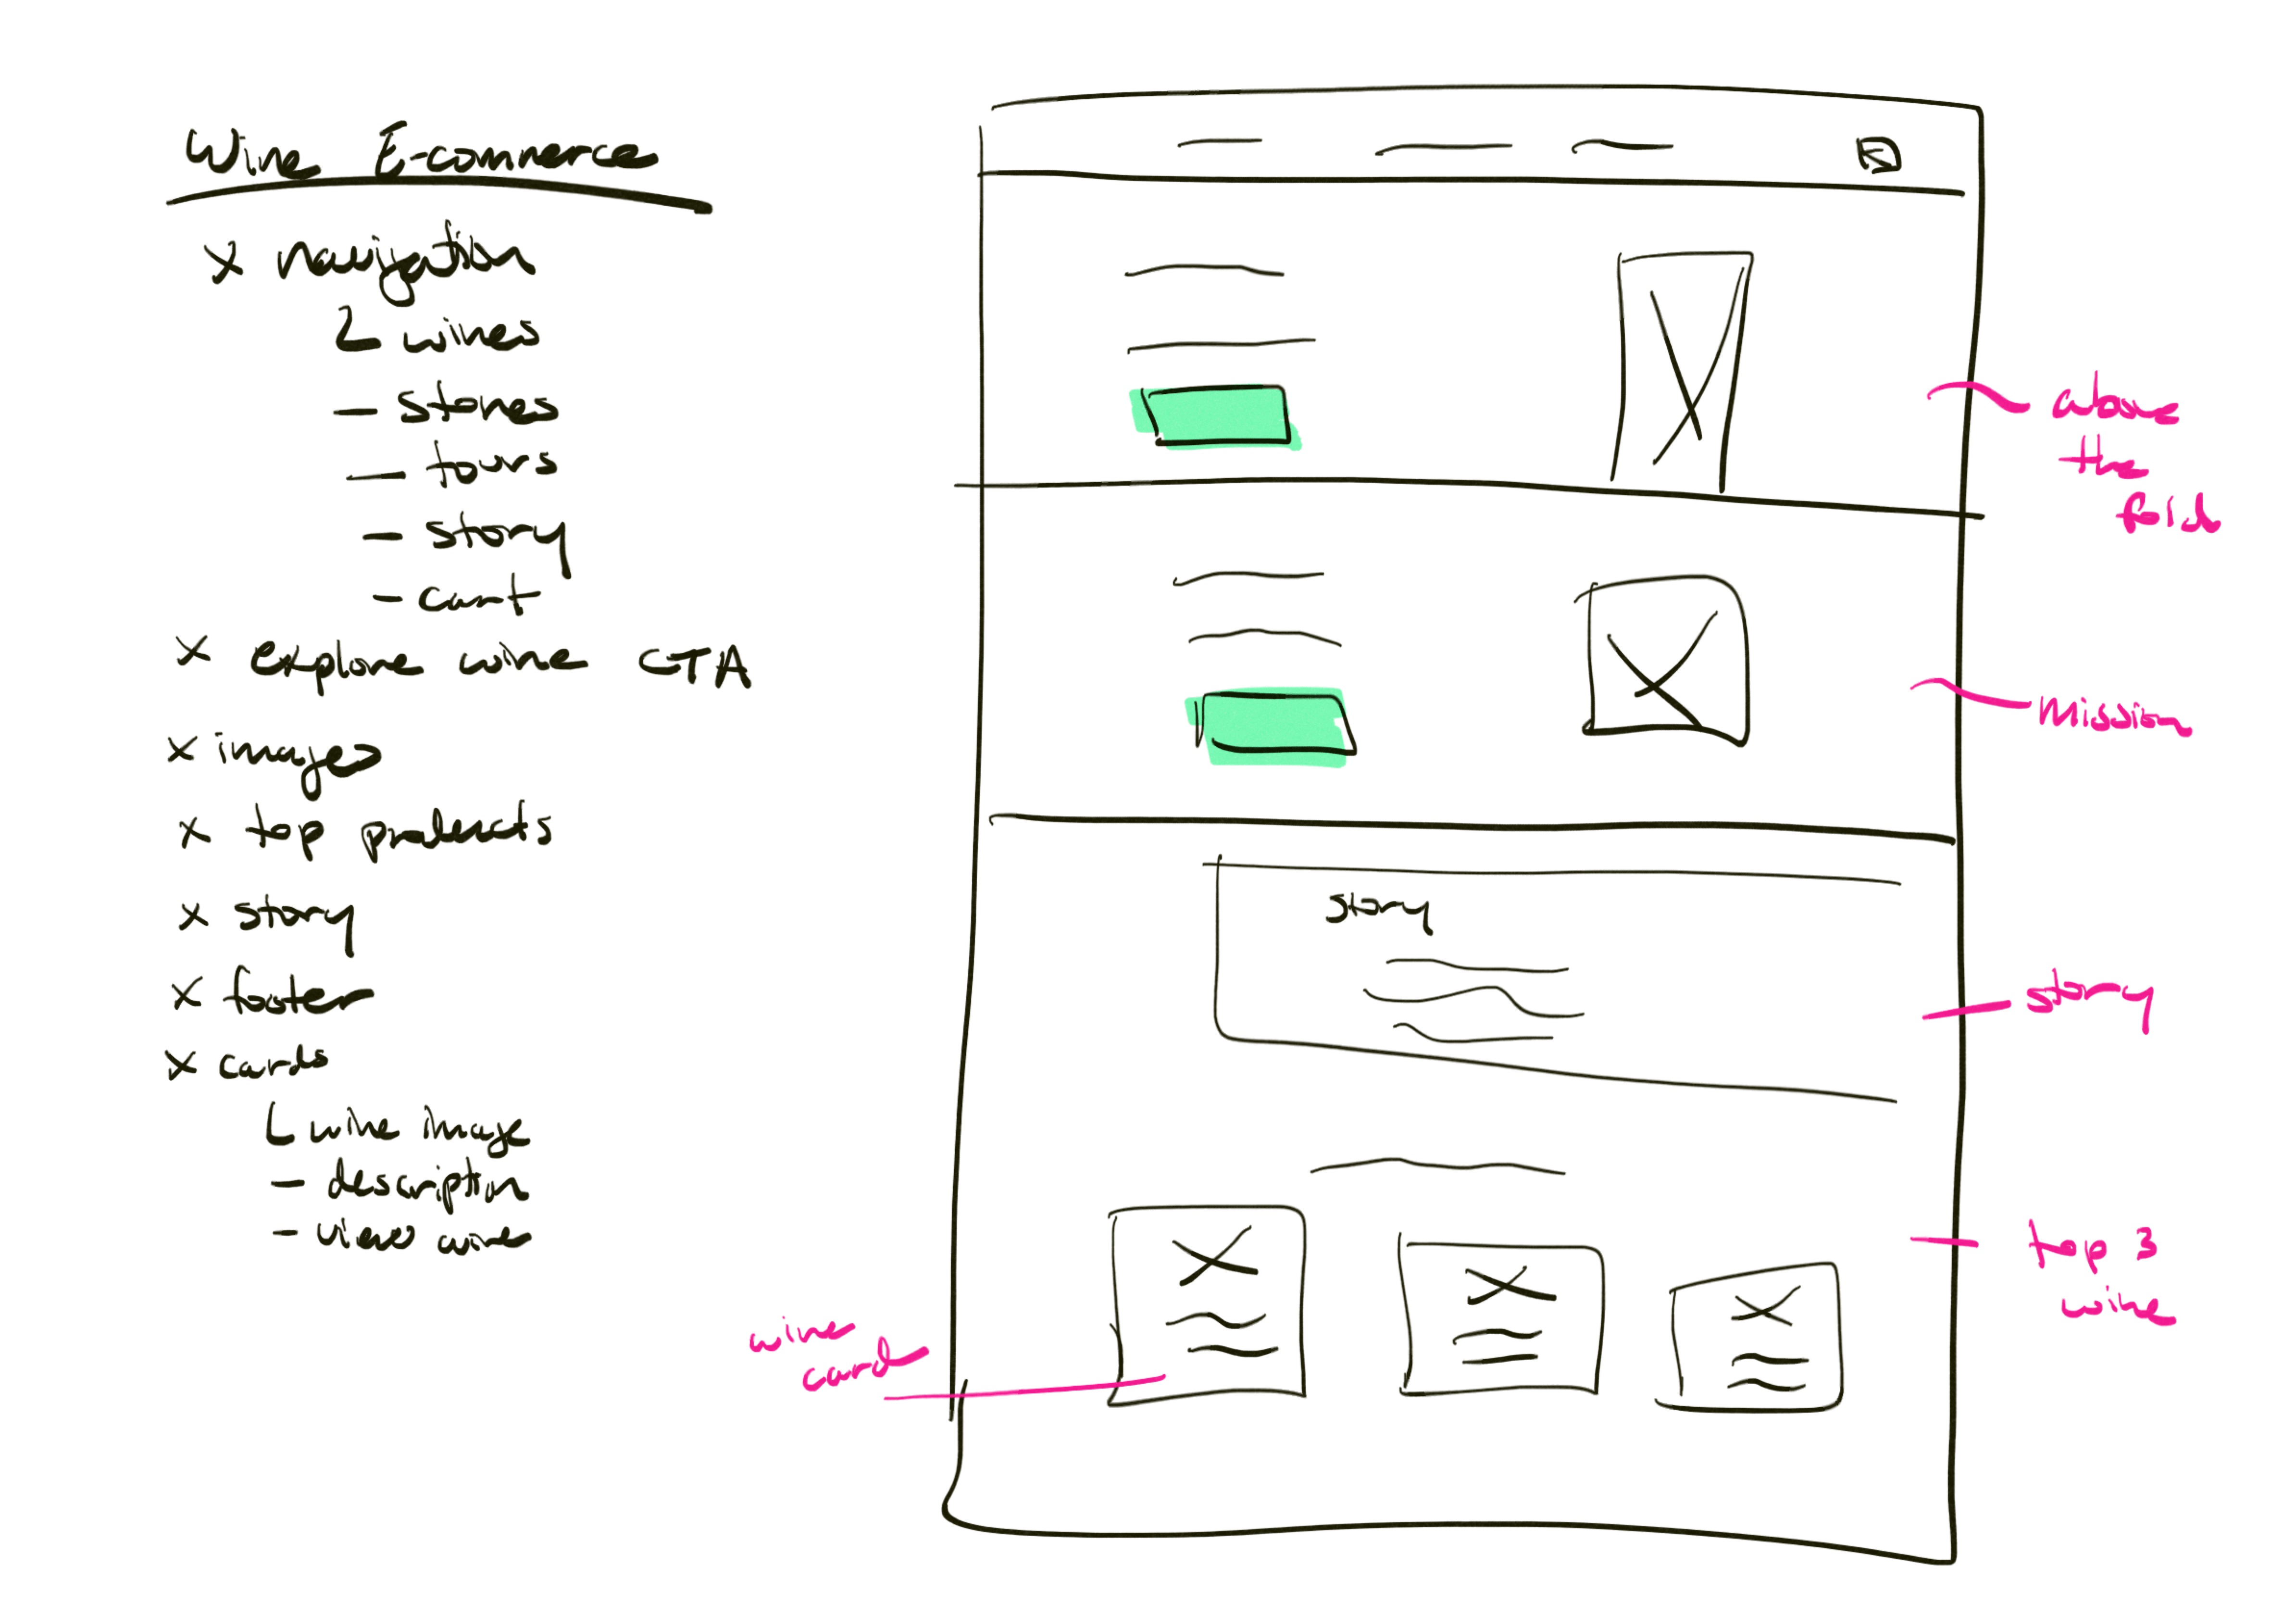 Wine E-commerce
x navigation
wines
- stores
- tours
- story
- cart
x explore wine CTA
x images
x top products
x story
x footer
x cards
wine image
- description
- view wine
above
the
fold
Mission
story
story
top 3
wine
wine
card